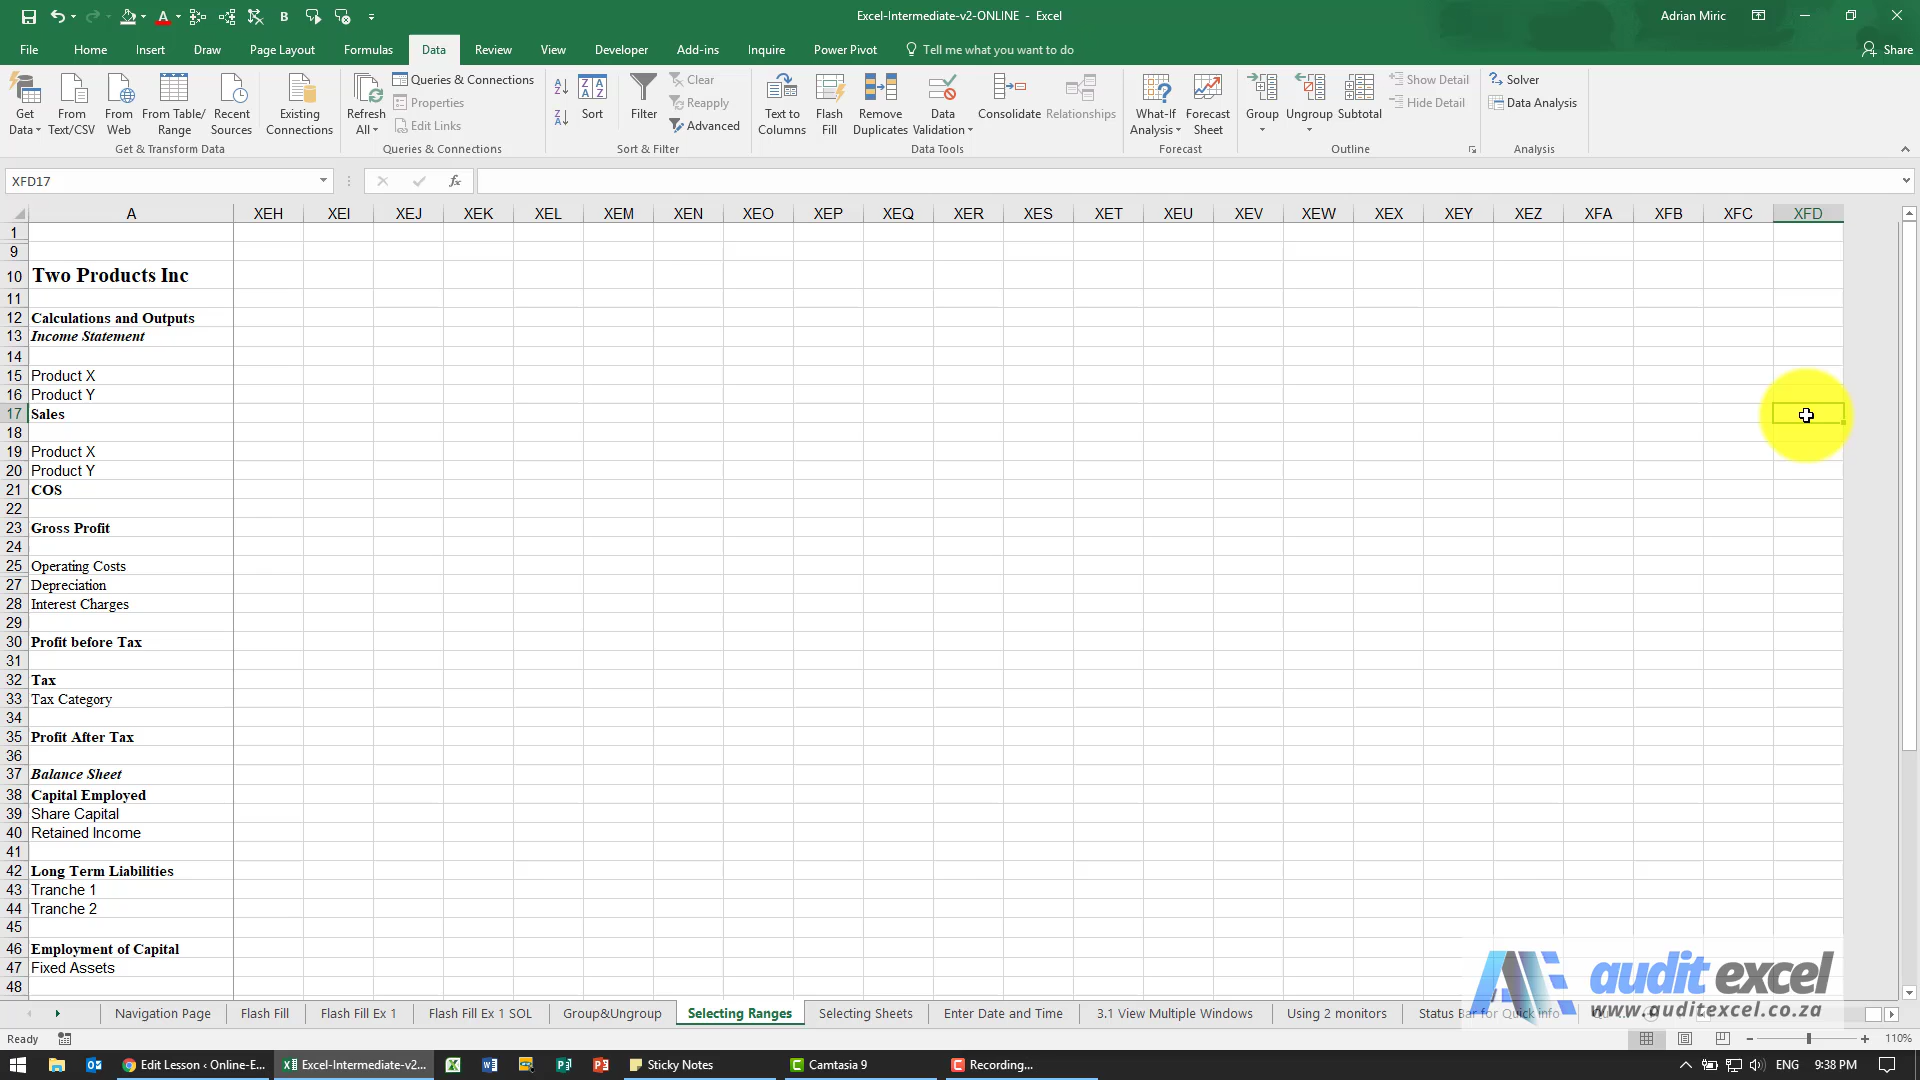 Excel-Intermediate-v2-ONLINE - Excel
Adrian Miric
File Home Insert Draw Page Layout Formulas Data Review View Developer Add-ins Inquire Power Pivot Tell me what you want to do Share
Get Data
From Text/CSV
From Web
From Table/ Range
Recent Sources
Existing Connections
Get & Transform Data
Refresh All
Queries & Connections
Properties
Edit Links
Queries & Connections
Sort
Filter
Clear
Reapply
Advanced
Sort & Filter
Text to Columns
Flash Fill
Remove Duplicates
Data Validation
Consolidate
Relationships
Data Tools
What-If Analysis
Forecast Sheet
Forecast
Group
Ungroup
Subtotal
Show Detail
Hide Detail
Outline
Solver
Data Analysis
Analysis
XFD17
fx
A XEH XEI XEJ XEK XEL XEM XEN XEO XEP XEQ XER XES XET XEU XEV XEW XEX XEY XEZ XFA XFB XFC XFD
1
9
10 Two Products Inc
11
12 Calculations and Outputs
13 Income Statement
14
15 Product X
16 Product Y
17 Sales
18
19 Product X
20 Product Y
21 COS
22
23 Gross Profit
24
25 Operating Costs
27 Depreciation
28 Interest Charges
29
30 Profit before Tax
31
32 Tax
33 Tax Category
34
35 Profit After Tax
36
37 Balance Sheet
38 Capital Employed
39 Share Capital
40 Retained Income
41
42 Long Term Liabilities
43 Tranche 1
44 Tranche 2
45
46 Employment of Capital
47 Fixed Assets
48
audit excel
www.auditexcel.co.za
Navigation Page Flash Fill Flash Fill Ex 1 Flash Fill Ex 1 SOL Group&Ungroup Selecting Ranges Selecting Sheets Enter Date and Time 3.1 View Multiple Windows Using 2 monitors Status Bar for Quick info
Ready
110%
Edit Lesson ‹ Online-E...
Excel-Intermediate-v2...
Sticky Notes
Camtasia 9
Recording...
ENG
9:38 PM